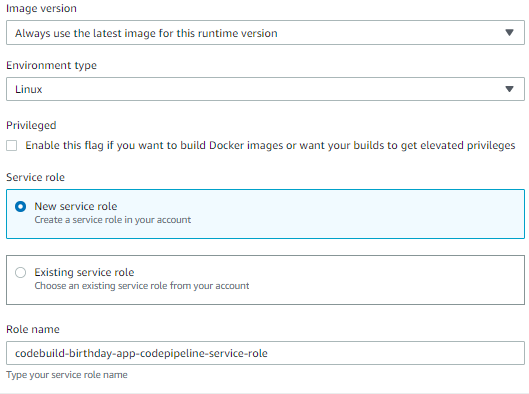 Image version
Always use the latest image for this runtime version
Environment type
Linux
Privileged
Enable this flag if you want to build Docker images or want your builds to get elevated privileges
Service role
New service role
Create a service role in your account
Existing service role
Choose an existing service role from your account
Role name
codebuild-birthday-app-codepipeline-service-role
Type your service role name